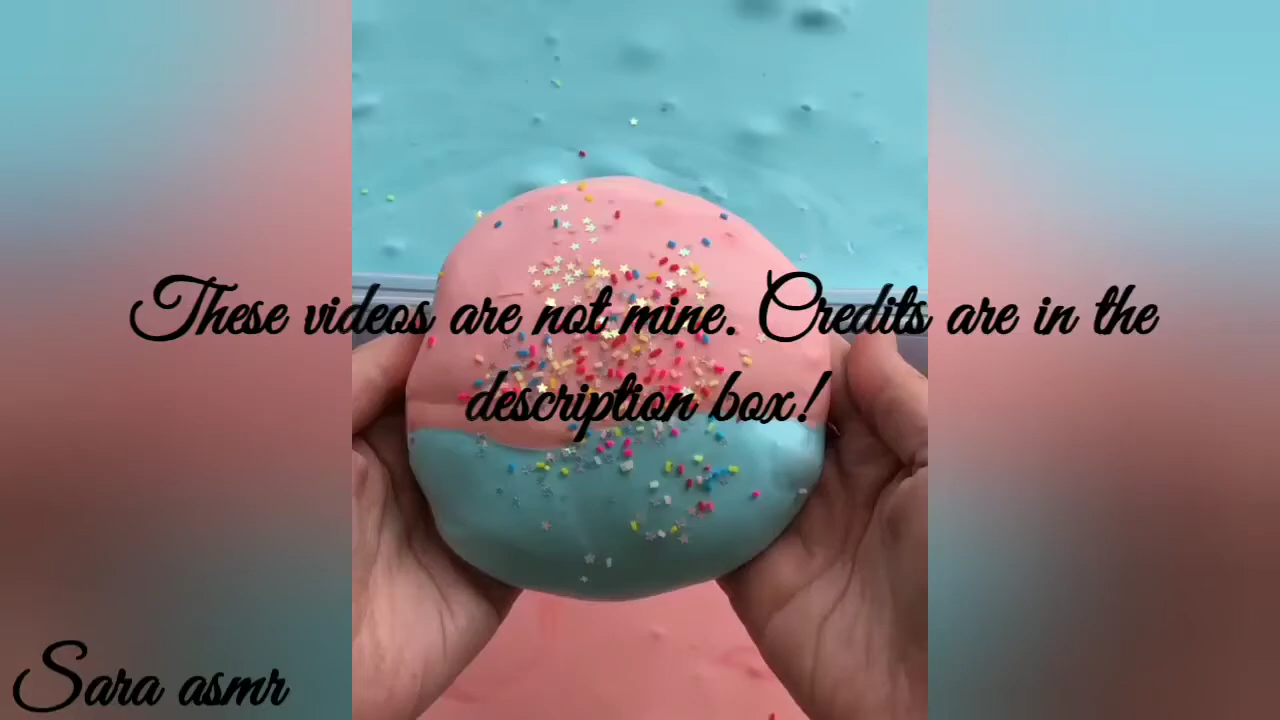 These videos are not mine. Credits are in the
description box!
Sara asmr